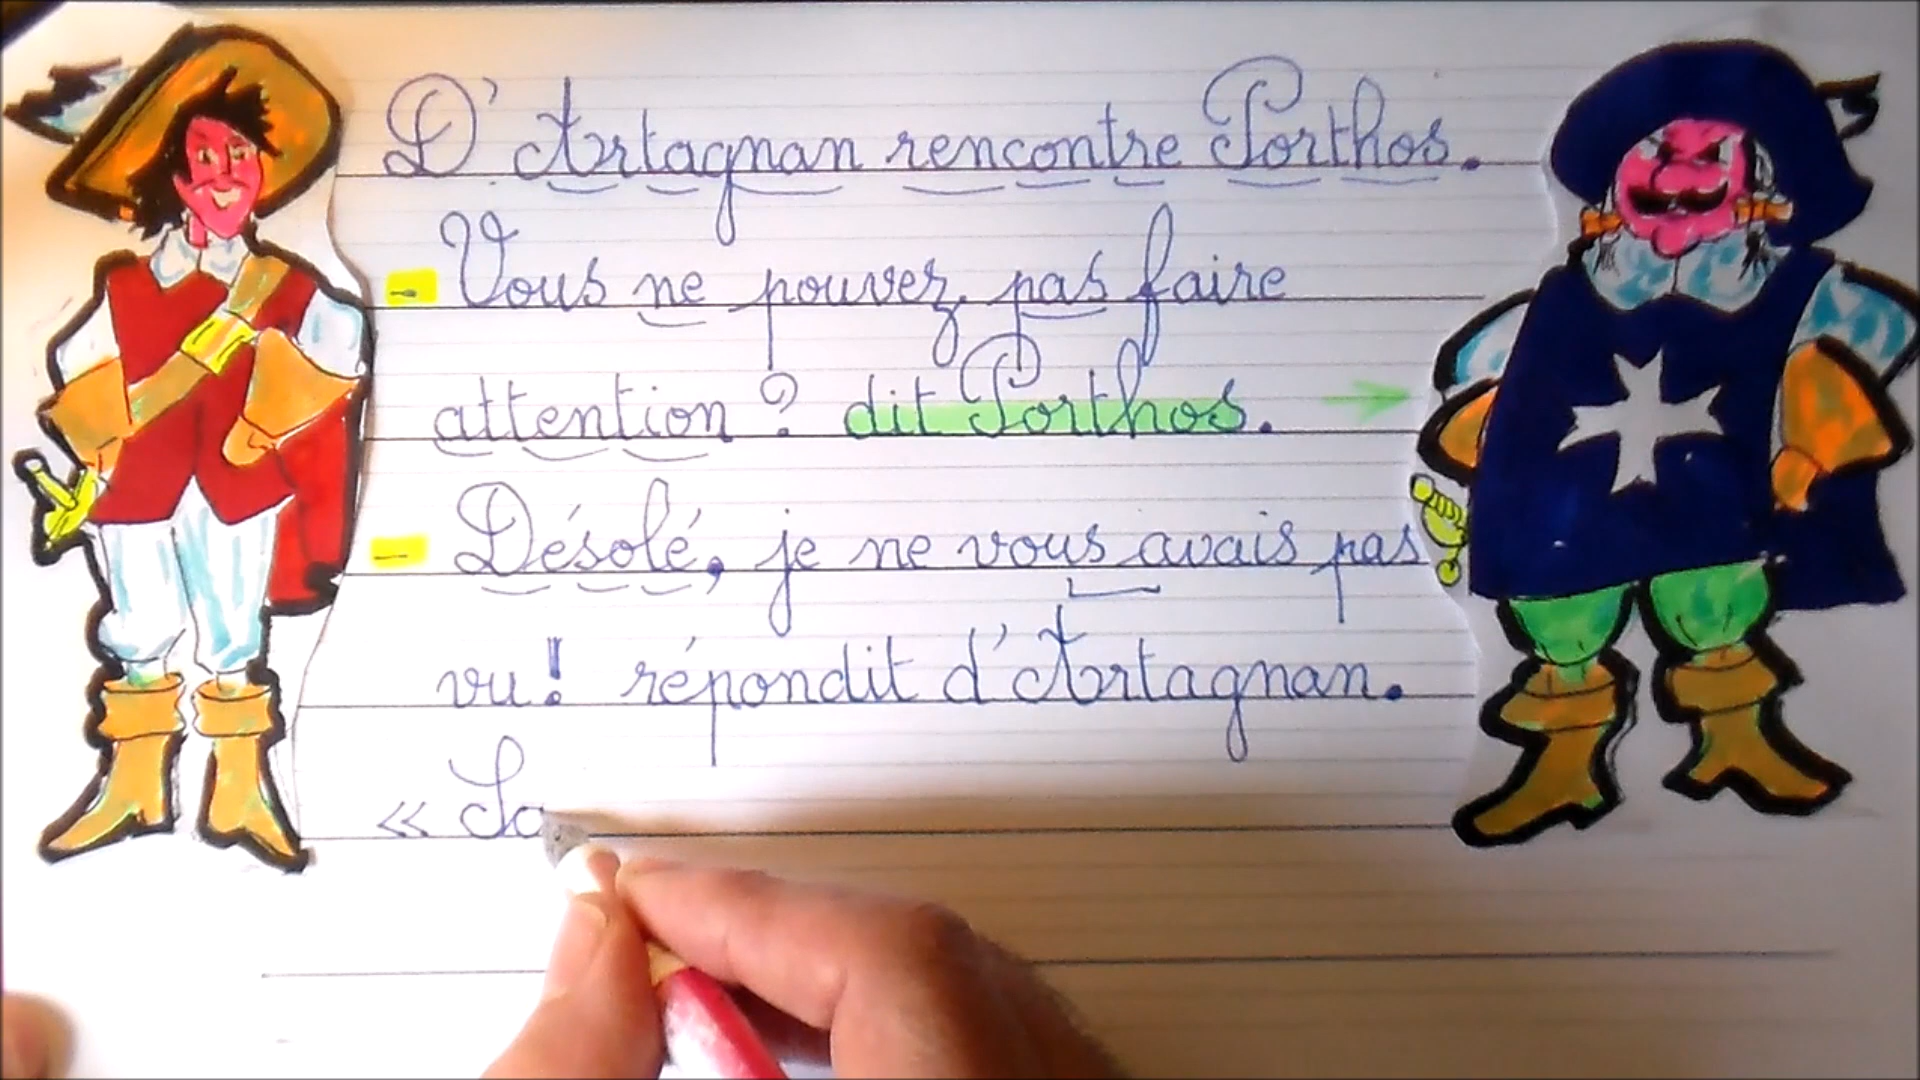 D'Artagnan rencontre Porthos.
- Vous ne pouvez pas faire
attention ? dit Porthos. →
- Désolé, je ne vous avais pas
vu ! répondit d'Artagnan.
« Sa